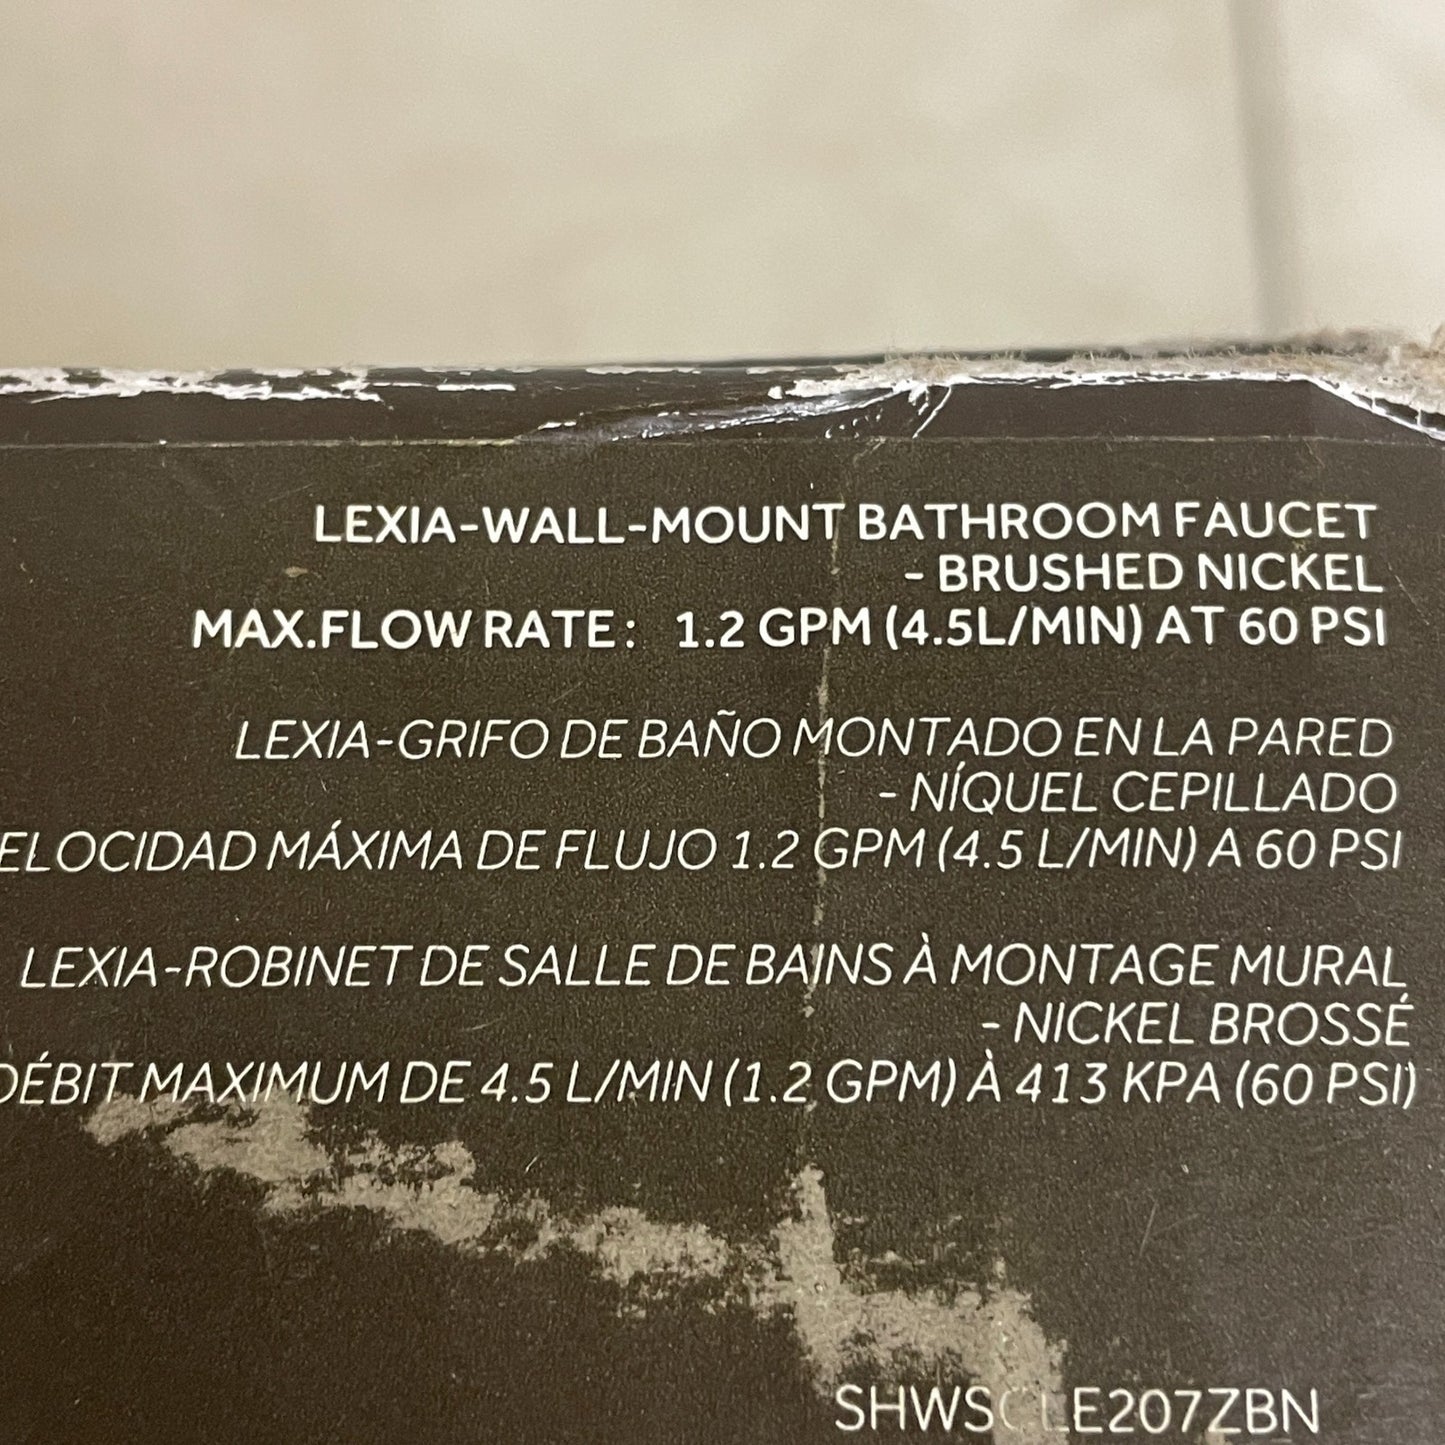 LEXIA-WALL-MOUNT BATHROOM FAUCET
- BRUSHED NICKEL
MAX.FLOW RATE: 1.2 GPM (4.5L/MIN) AT 60 PSI
LEXIA-GRIFO DE BAÑO MONTADO EN LA PARED
- NÍQUEL CEPILLADO
ELOCIDAD MÁXIMA DE FLUJO 1.2 GPM (4.5 L/MIN) A 60 PSI
LEXIA-ROBINET DE SALLE DE BAINS À MONTAGE MURAL
- NICKEL BROSSÉ
DÉBIT MAXIMUM DE 4.5 L/MIN (1.2 GPM) À 413 KPA (60 PSI)
SHWSCLE207ZBN